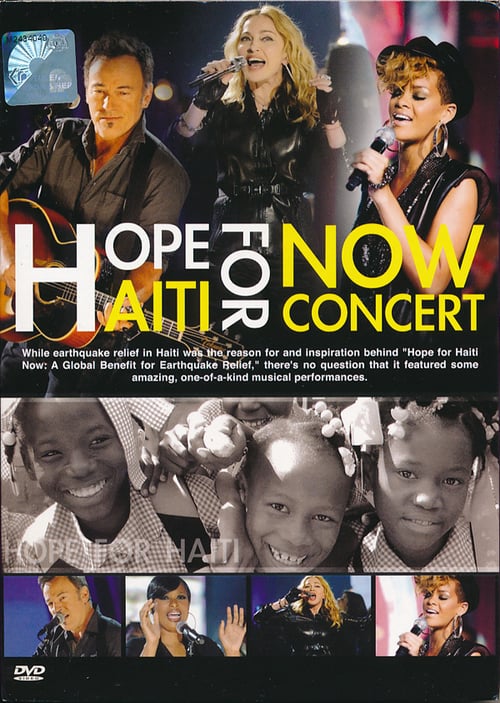 M2434049
HOPE FOR NOW
HAITI CONCERT
While earthquake relief in Haiti was the reason for and inspiration behind "Hope for Haiti
Now: A Global Benefit for Earthquake Relief," there's no question that it featured some
amazing, one-of-a-kind musical performances.
HOPE FOR HAITI
DVD
VIDEO